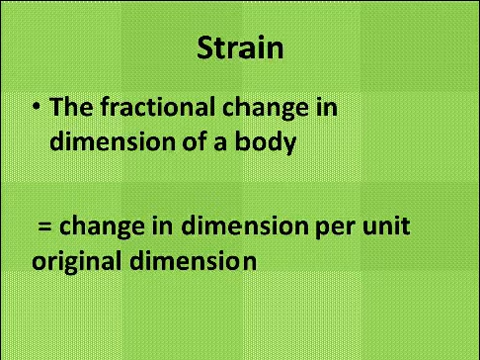 Strain
• The fractional change in
dimension of a body
= change in dimension per unit
original dimension